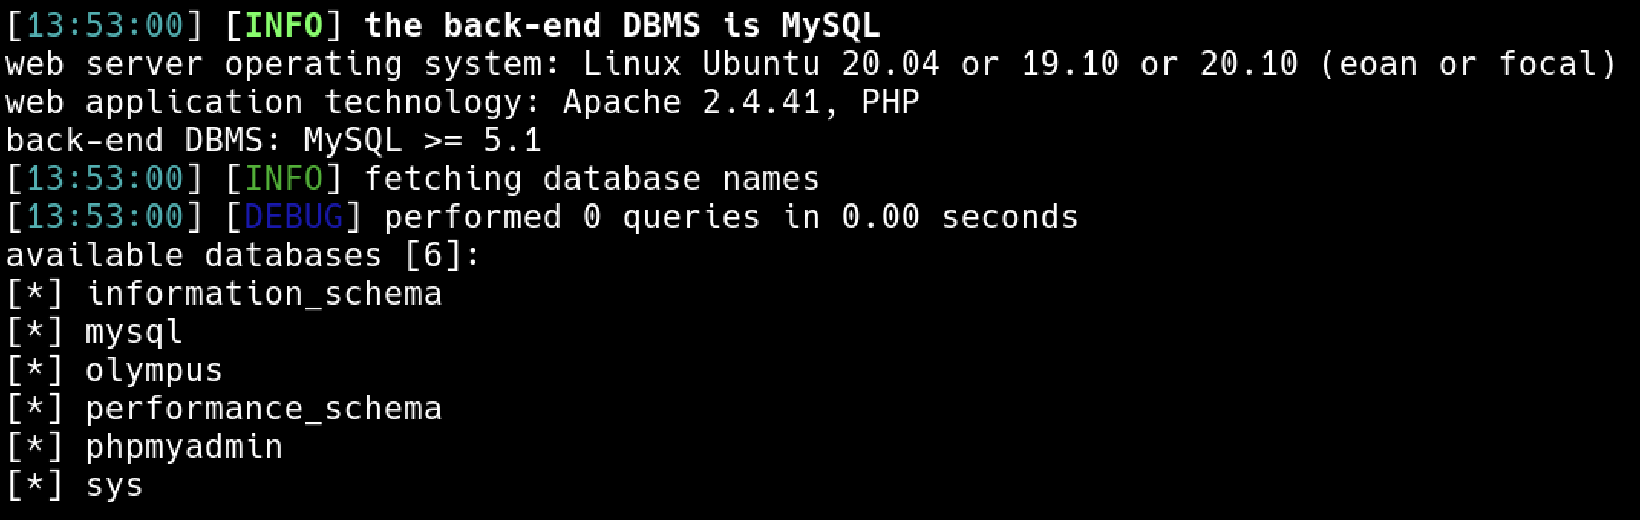 [13:53:00] [INFO] the back-end DBMS is MySQL
web server operating system: Linux Ubuntu 20.04 or 19.10 or 20.10 (eoan or focal)
web application technology: Apache 2.4.41, PHP
back-end DBMS: MySQL >= 5.1
[13:53:00] [INFO] fetching database names
[13:53:00] [DEBUG] performed 0 queries in 0.00 seconds
available databases [6]:
[*] information_schema
[*] mysql
[*] olympus
[*] performance_schema
[*] phpmyadmin
[*] sys